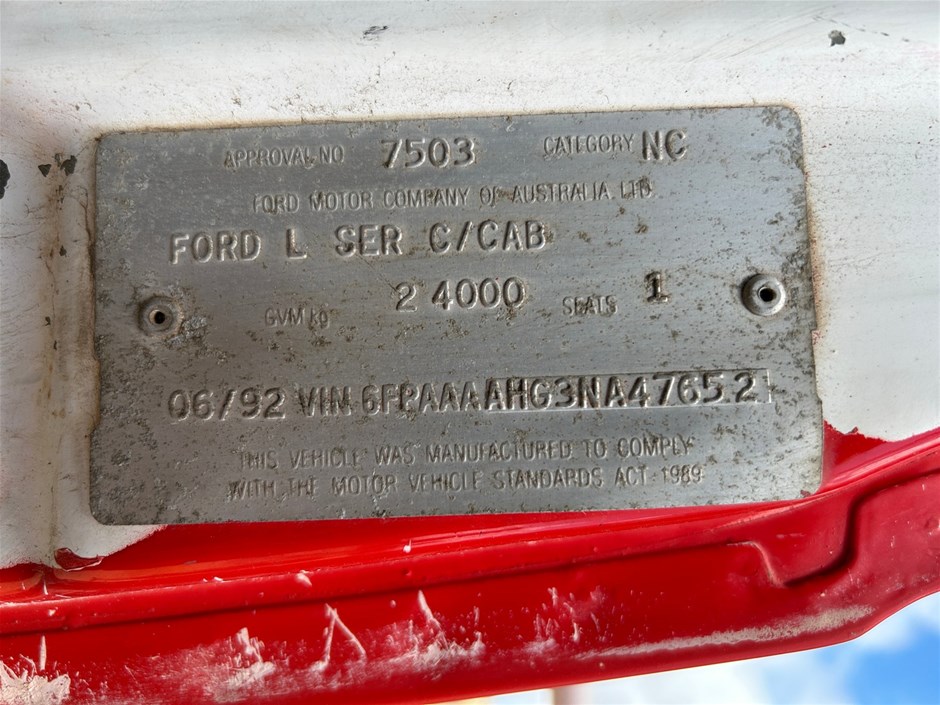 APPROVAL NO 7503 CATEGORY NC
FORD MOTOR COMPANY OF AUSTRALIA LTD
FORD L SER C/CAB
GVM kg 2 4000 SEATS 1
06/92 VIN 6FPAAAAHG3NA47652
THIS VEHICLE WAS MANUFACTURED TO COMPLY
WITH THE MOTOR VEHICLE STANDARDS ACT 1989